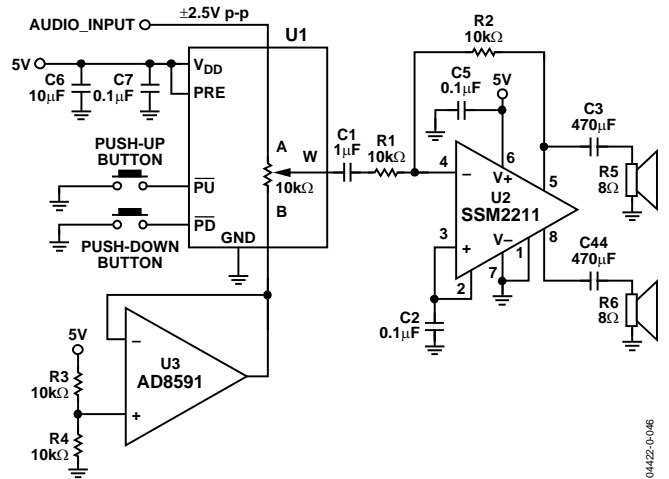 AUDIO_INPUT
±2.5V p-p
U1
5V
C6
10µF
C7
0.1µF
VDD
PRE
PUSH-UP
BUTTON
PU
PD
PUSH-DOWN
BUTTON
GND
A
W
10kΩ
B
C1
1µF
R1
10kΩ
R2
10kΩ
C5
0.1µF
5V
6
V+
4
−
U2
SSM2211
3
+
V−
2
7
1
5
8
C2
0.1µF
C3
470µF
R5
8Ω
C44
470µF
R6
8Ω
5V
R3
10kΩ
R4
10kΩ
−
U3
AD8591
+
04422-0-046